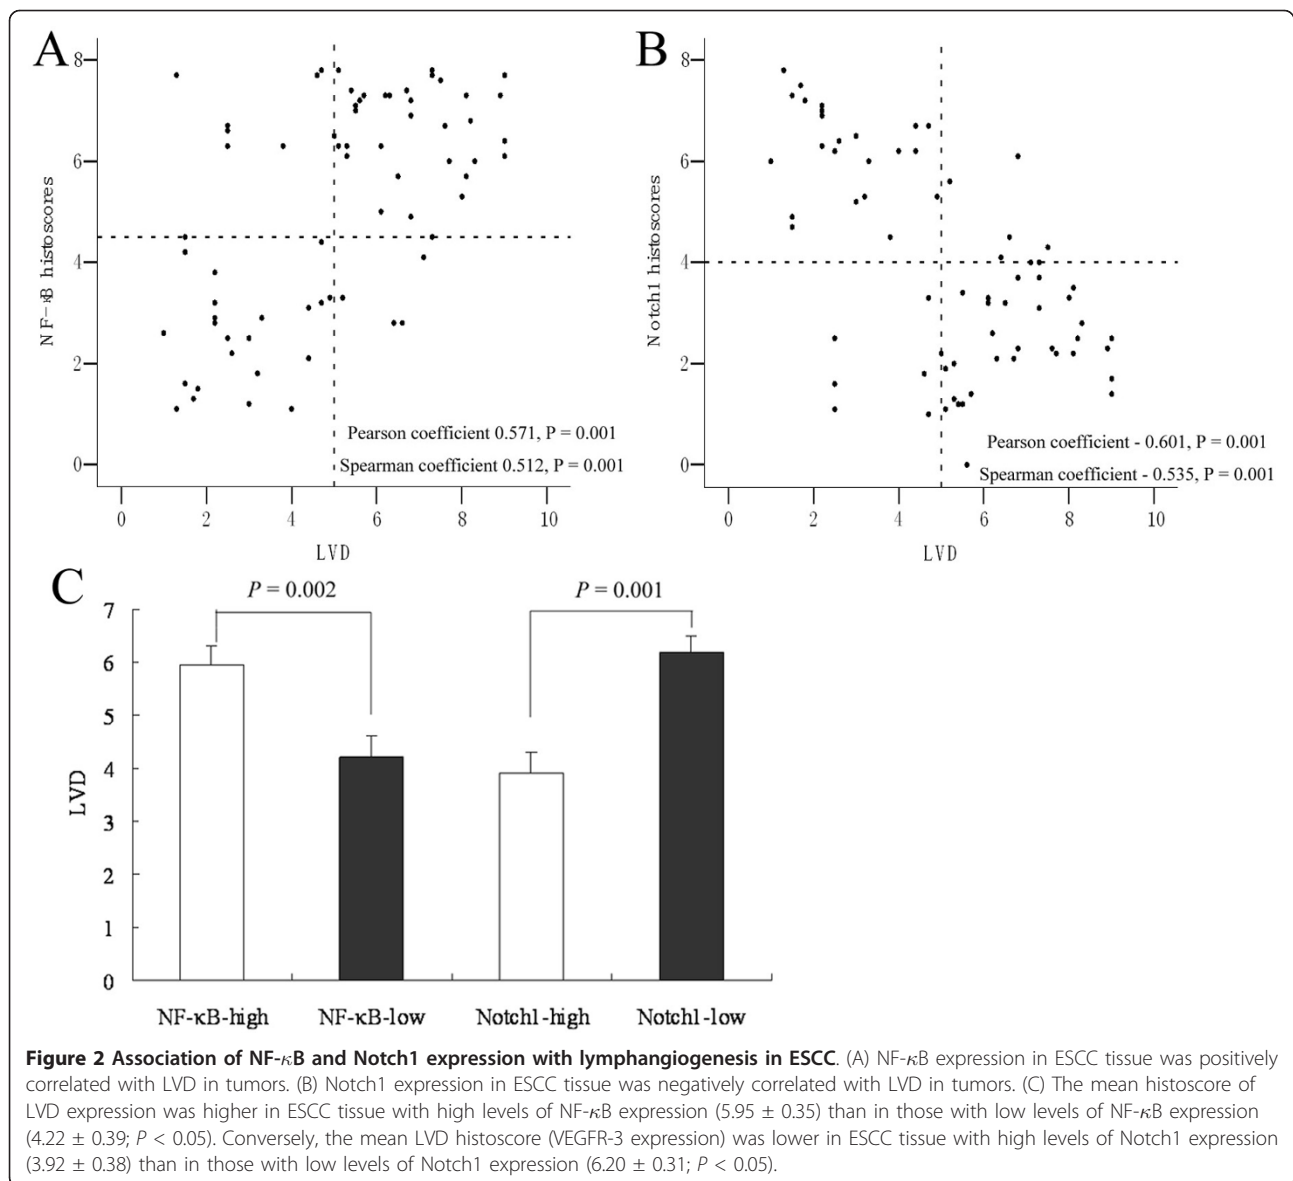 A
8
6
4
2
0
NF-κB histoscores
Pearson coefficient 0.571, P = 0.001
Spearman coefficient 0.512, P = 0.001
0 2 4 6 8 10
LVD
B
8
6
4
2
0
Notch1 histoscores
Pearson coefficient - 0.601, P = 0.001
Spearman coefficient - 0.535, P = 0.001
0 2 4 6 8 10
LVD
C
P = 0.002
P = 0.001
7
6
5
4
3
2
1
0
LVD
NF-κB-high NF-κB-low Notch1-high Notch1-low
Figure 2 Association of NF-κB and Notch1 expression with lymphangiogenesis in ESCC. (A) NF-κB expression in ESCC tissue was positively
correlated with LVD in tumors. (B) Notch1 expression in ESCC tissue was negatively correlated with LVD in tumors. (C) The mean histoscore of
LVD expression was higher in ESCC tissue with high levels of NF-κB expression (5.95 ± 0.35) than in those with low levels of NF-κB expression
(4.22 ± 0.39; P < 0.05). Conversely, the mean LVD histoscore (VEGFR-3 expression) was lower in ESCC tissue with high levels of Notch1 expression
(3.92 ± 0.38) than in those with low levels of Notch1 expression (6.20 ± 0.31; P < 0.05).